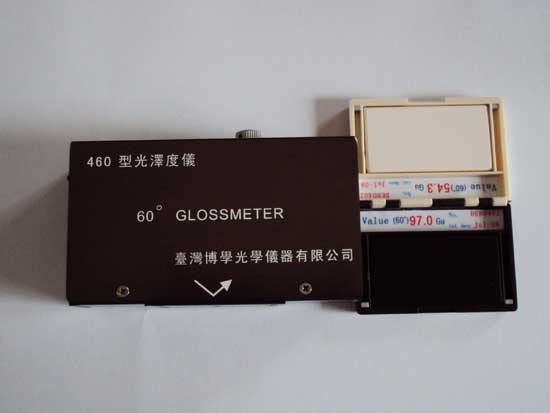 460 型光澤度儀
60° GLOSSMETER
臺灣博學光學儀器有限公司
Value (60°)54.3 Gu
Value (60°)97.0 Gu
No.